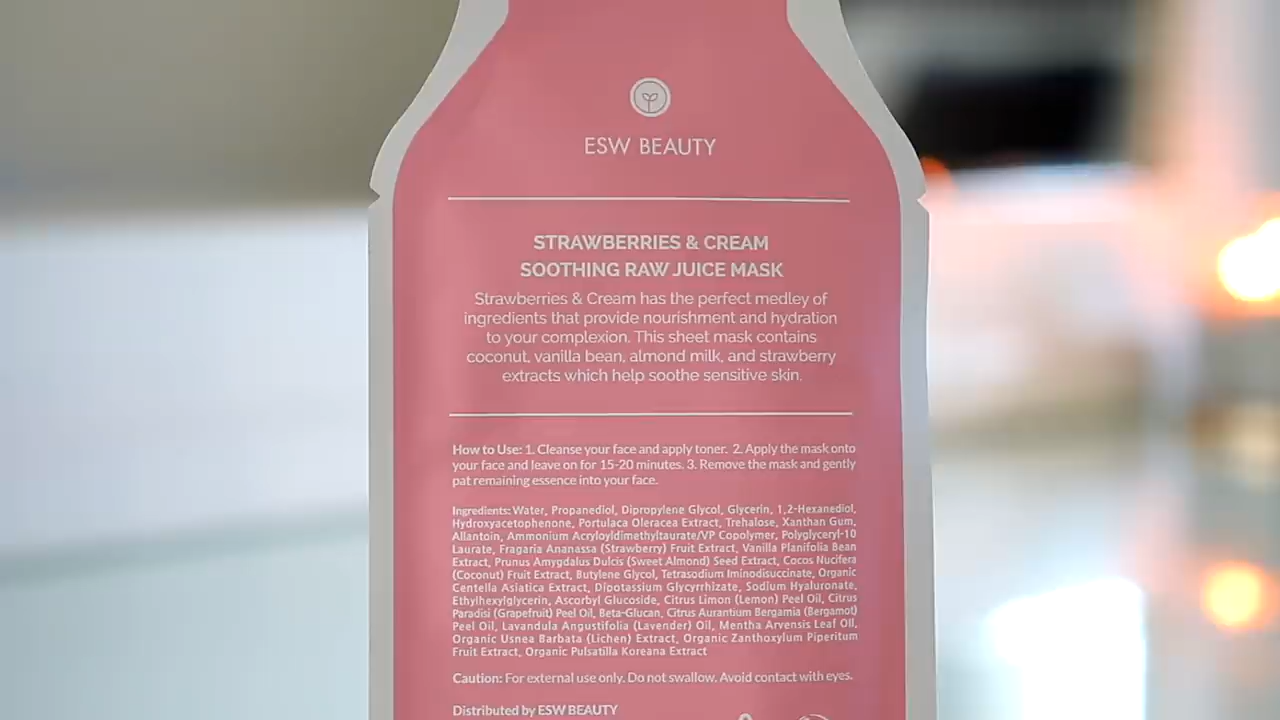 ESW BEAUTY
STRAWBERRIES & CREAM
SOOTHING RAW JUICE MASK
Strawberries & Cream has the perfect medley of
ingredients that provide nourishment and hydration
to your complexion. This sheet mask contains
coconut, vanilla bean, almond milk, and strawberry
extracts which help soothe sensitive skin.
How to Use: 1. Cleanse your face and apply toner. 2. Apply the mask onto
your face and leave on for 15-20 minutes. 3. Remove the mask and gently
pat remaining essence into your face.
Ingredients: Water, Propanediol, Dipropylene Glycol, Glycerin, 1,2-Hexanediol,
Hydroxyacetophenone, Portulaca Oleracea Extract, Trehalose, Xanthan Gum,
Allantoin, Ammonium Acryloyldimethyltaurate/VP Copolymer, Polyglyceryl-10
Laurate, Fragaria Ananassa (Strawberry) Fruit Extract, Vanilla Planifolia Bean
Extract, Prunus Amygdalus Dulcis (Sweet Almond) Seed Extract, Cocos Nucifera
(Coconut) Fruit Extract, Butylene Glycol, Tetrasodium Iminodisuccinate, Organic
Centella Asiatica Extract, Dipotassium Glycyrrhizate, Sodium Hyaluronate,
Ethylhexylglycerin, Ascorbyl Glucoside, Citrus Limon (Lemon) Peel Oil, Citrus
Paradisi (Grapefruit) Peel Oil, Beta-Glucan, Citrus Aurantium Bergamia (Bergamot)
Peel Oil, Lavandula Angustifolia (Lavender) Oil, Mentha Arvensis Leaf Oil,
Organic Usnea Barbata (Lichen) Extract, Organic Zanthoxylum Piperitum
Fruit Extract, Organic Pulsatilla Koreana Extract
Caution: For external use only. Do not swallow. Avoid contact with eyes.
Distributed by ESW BEAUTY